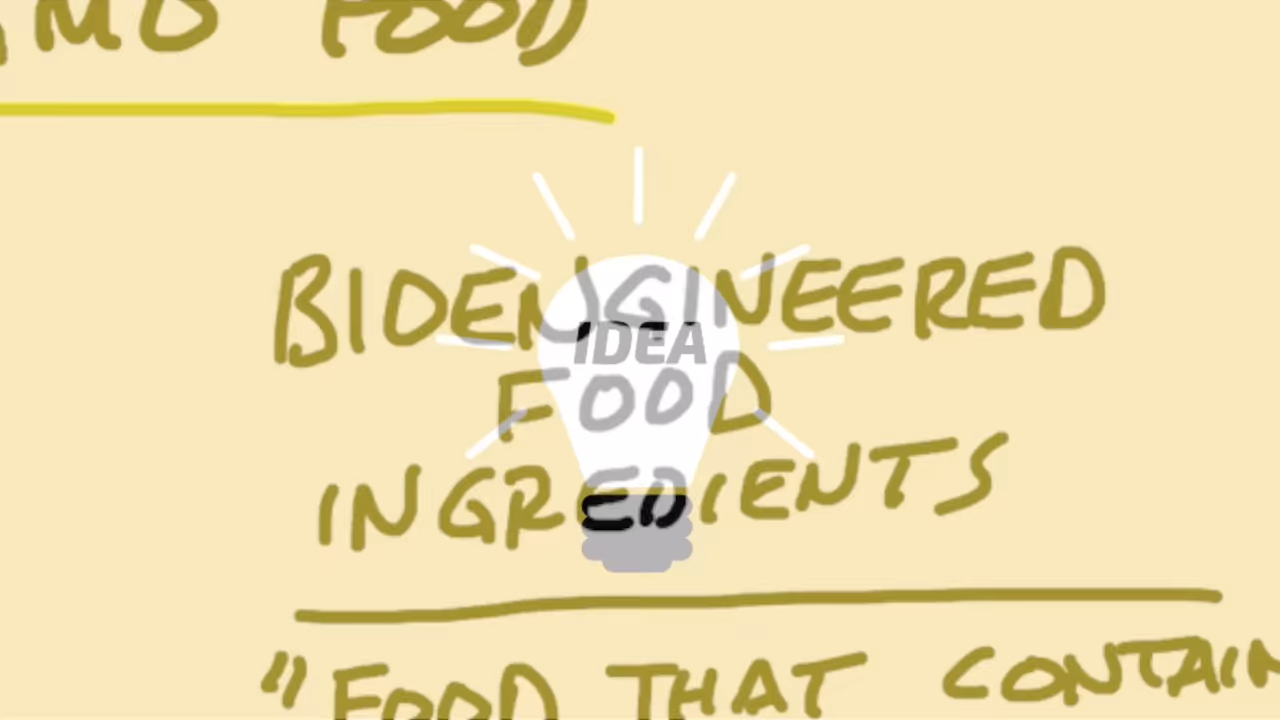 GMO FOOD
BIOENGINEERED
IDEA
FOOD
INGREDIENTS
"FOOD THAT CONTAIN